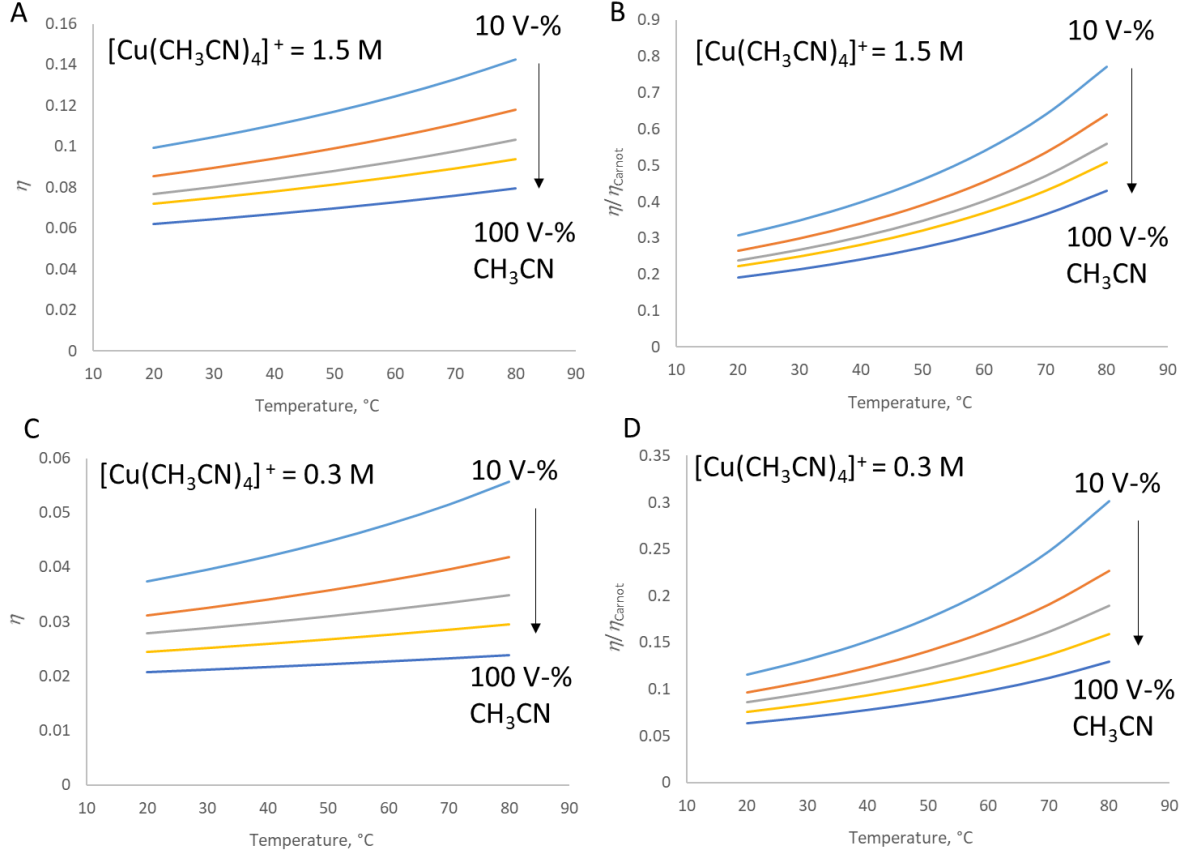 A
0.16
0.14
0.12
0.1
0.08
0.06
0.04
0.02
0
η
[Cu(CH₃CN)₄]⁺ = 1.5 M
10 V-%
100 V-%
CH₃CN
10 20 30 40 50 60 70 80 90
Temperature, °C
B
0.9
0.8
0.7
0.6
0.5
0.4
0.3
0.2
0.1
0
η/η_Carnot
[Cu(CH₃CN)₄]⁺ = 1.5 M
10 V-%
100 V-%
CH₃CN
10 20 30 40 50 60 70 80 90
Temperature, °C
C
0.06
0.05
0.04
0.03
0.02
0.01
0
η
[Cu(CH₃CN)₄]⁺ = 0.3 M
10 V-%
100 V-%
CH₃CN
10 20 30 40 50 60 70 80 90
Temperature, °C
D
0.35
0.3
0.25
0.2
0.15
0.1
0.05
0
η/η_Carnot
[Cu(CH₃CN)₄]⁺ = 0.3 M
10 V-%
100 V-%
CH₃CN
10 20 30 40 50 60 70 80 90
Temperature, °C